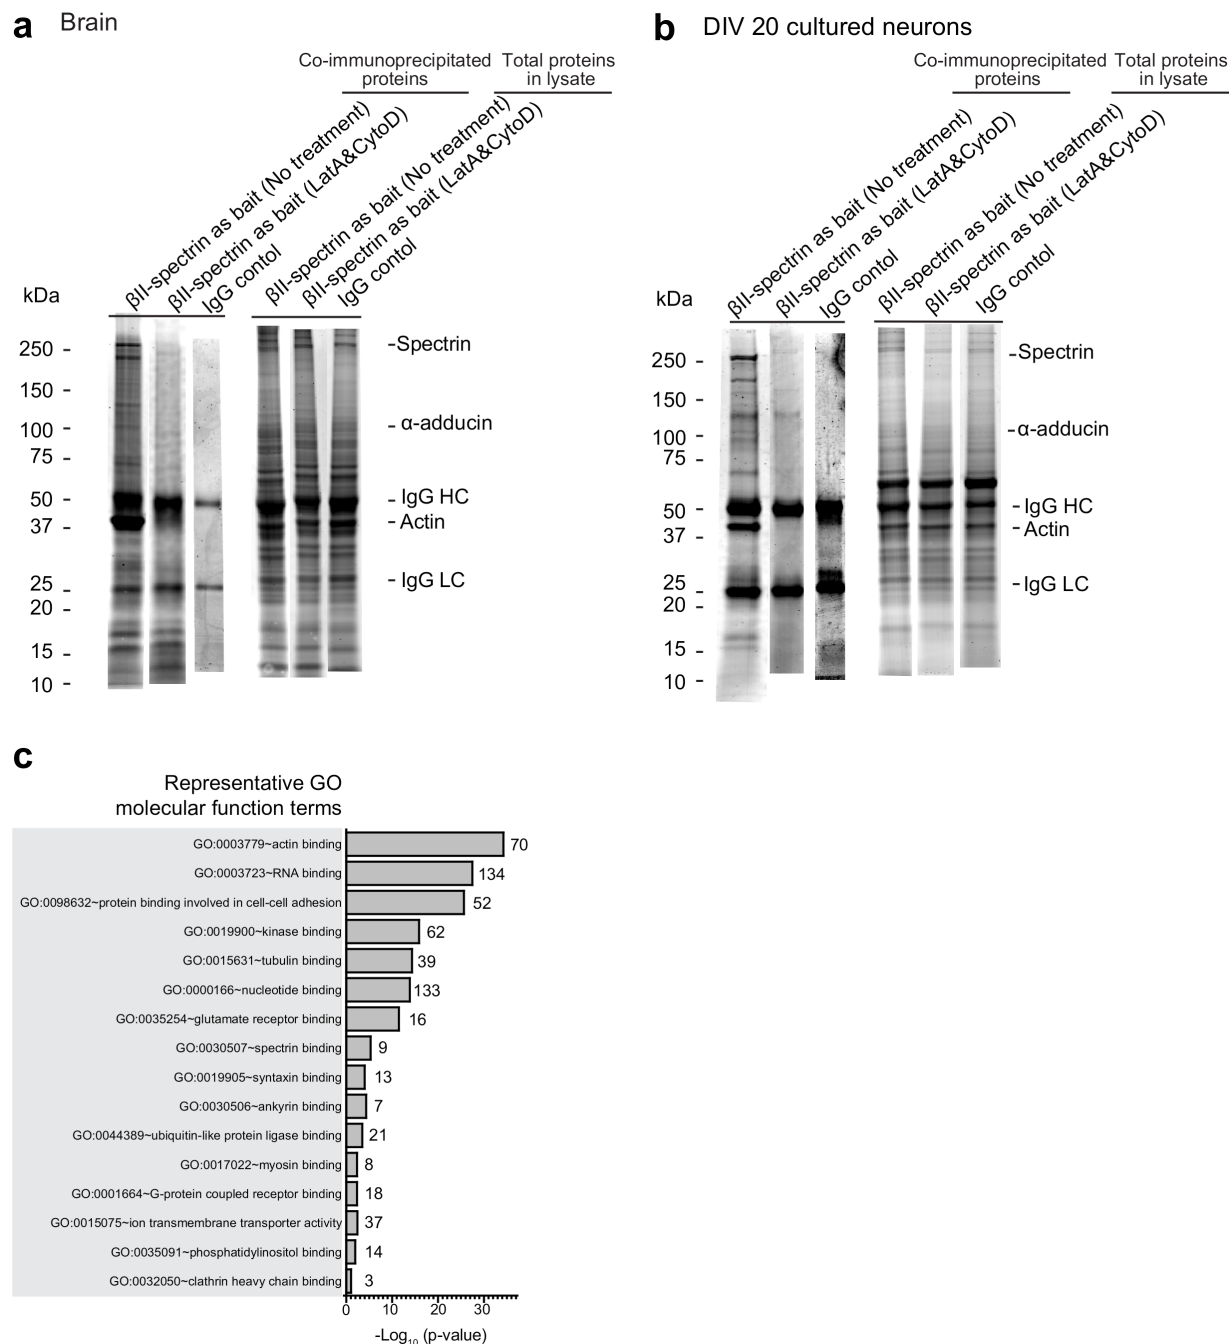 a Brain
Co-immunoprecipitated
proteins
Total proteins
in lysate
βII-spectrin as bait (No treatment)
βII-spectrin as bait (LatA&CytoD)
IgG contol
βII-spectrin as bait (No treatment)
βII-spectrin as bait (LatA&CytoD)
IgG contol
kDa
250
150
100
75
50
37
25
20
15
10
Spectrin
α-adducin
IgG HC
Actin
IgG LC
b DIV 20 cultured neurons
Co-immunoprecipitated
proteins
Total proteins
in lysate
βII-spectrin as bait (No treatment)
βII-spectrin as bait (LatA&CytoD)
IgG contol
βII-spectrin as bait (No treatment)
βII-spectrin as bait (LatA&CytoD)
IgG contol
kDa
250
150
100
75
50
37
25
20
15
10
Spectrin
α-adducin
IgG HC
Actin
IgG LC
c
Representative GO
molecular function terms
GO:0003779~actin binding 70
GO:0003723~RNA binding 134
GO:0098632~protein binding involved in cell-cell adhesion 52
GO:0019900~kinase binding 62
GO:0015631~tubulin binding 39
GO:0000166~nucleotide binding 133
GO:0035254~glutamate receptor binding 16
GO:0030507~spectrin binding 9
GO:0019905~syntaxin binding 13
GO:0030506~ankyrin binding 7
GO:0044389~ubiquitin-like protein ligase binding 21
GO:0017022~myosin binding 8
GO:0001664~G-protein coupled receptor binding 18
GO:0015075~ion transmembrane transporter activity 37
GO:0035091~phosphatidylinositol binding 14
GO:0032050~clathrin heavy chain binding 3
0 10 20 30
-Log10 (p-value)